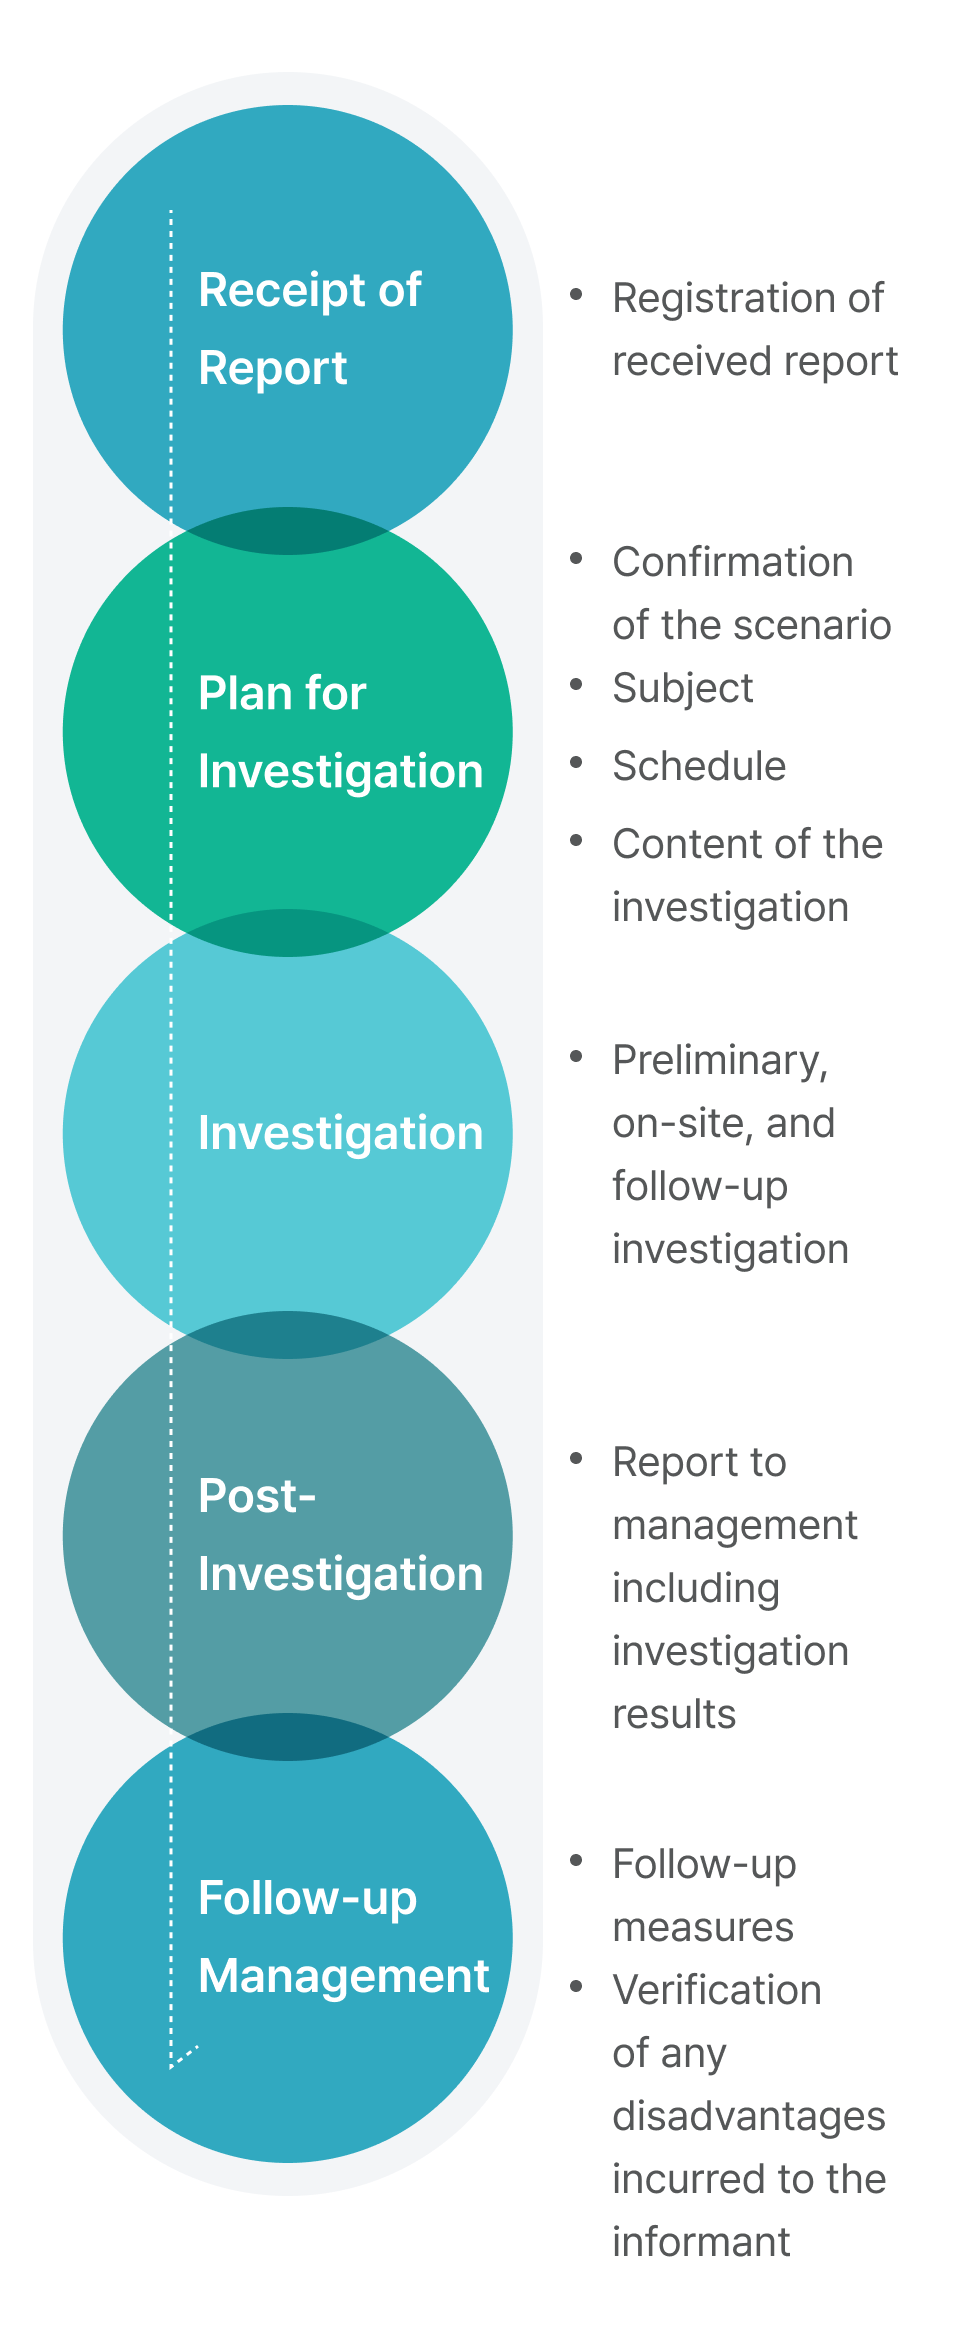 Receipt of
Report
• Registration of
received report
Plan for
Investigation
• Confirmation
of the scenario
• Subject
• Schedule
• Content of the
investigation
Investigation
• Preliminary,
on-site, and
follow-up
investigation
Post-
Investigation
• Report to
management
including
investigation
results
Follow-up
Management
• Follow-up
measures
• Verification
of any
disadvantages
incurred to the
informant